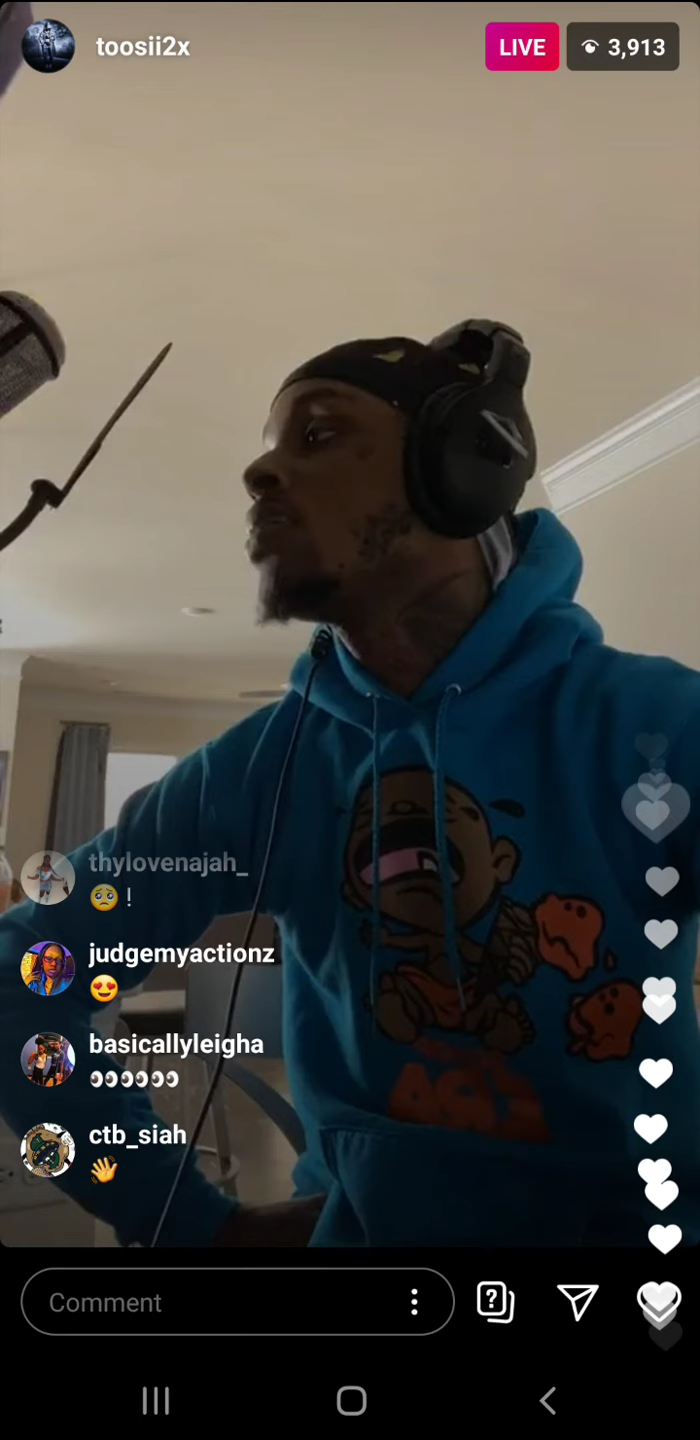 toosii2x
LIVE 3,913
thylovenajah_
🥺 !
judgemyactionz
😍
basicallyleigha
👀👀👀👀👀👀
ctb_siah
👋
Comment
?